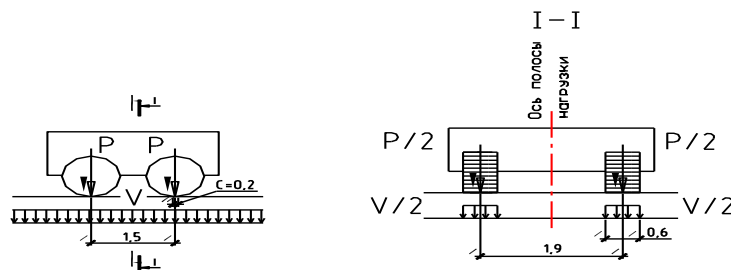 I-I
Ось полосы
нагрузки
I
P P
P/2 P/2
C=0,2
V
V/2 V/2
1,5
0,6
1,9
I